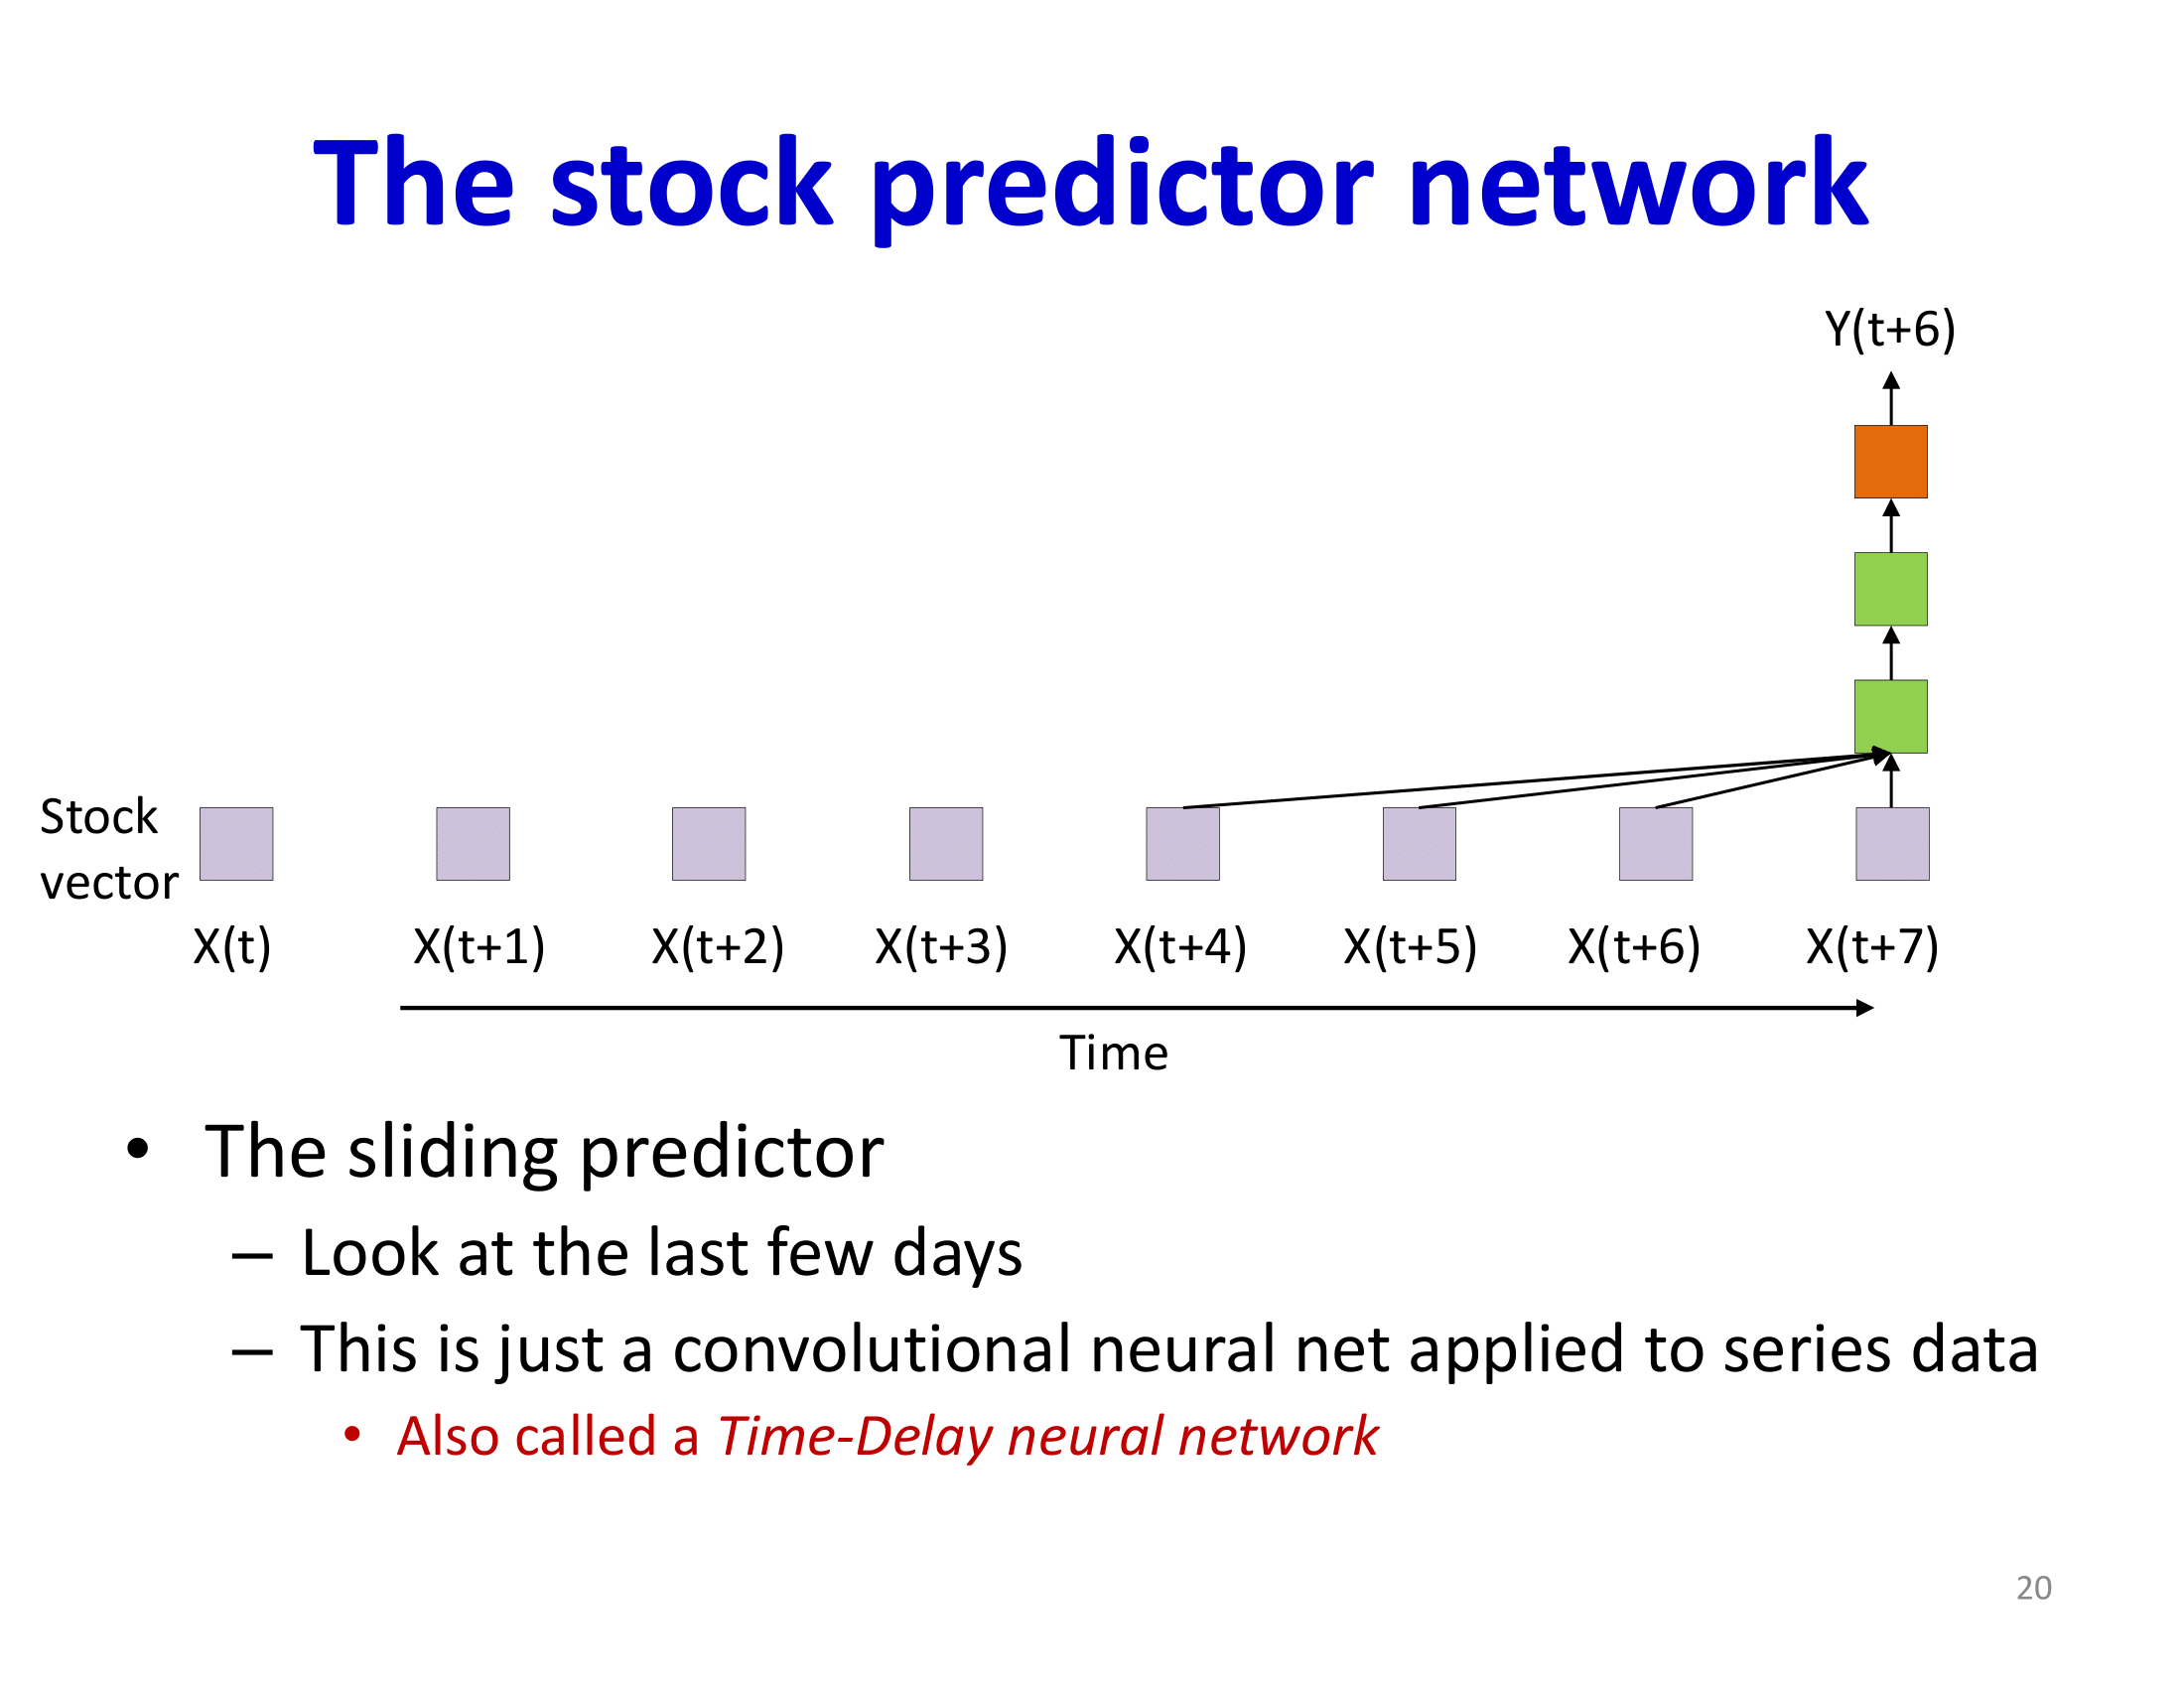 The stock predictor network
Y(t+6)
Stock
vector
X(t) X(t+1) X(t+2) X(t+3) X(t+4) X(t+5) X(t+6) X(t+7)
Time
• The sliding predictor
– Look at the last few days
– This is just a convolutional neural net applied to series data
• Also called a Time-Delay neural network
20